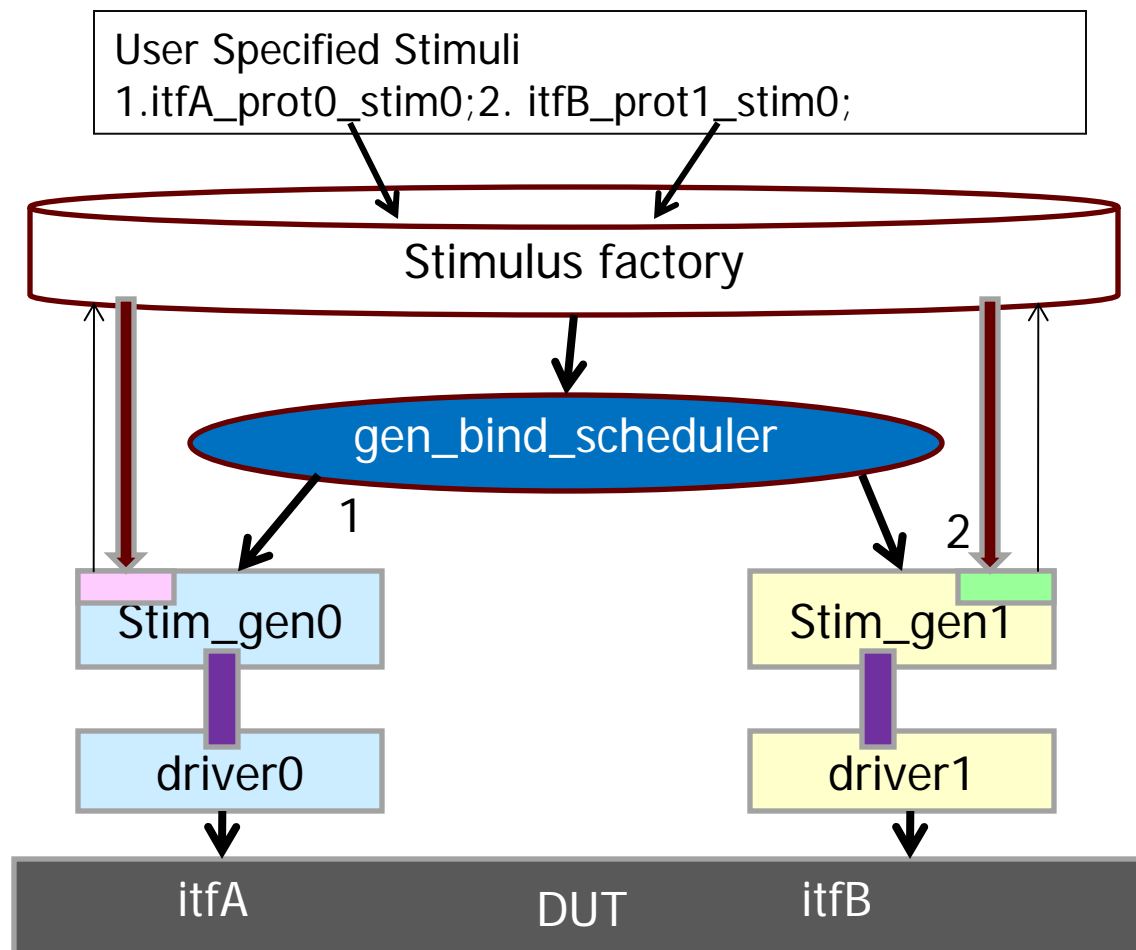 User Specified Stimuli
1.itfA_prot0_stim0;2. itfB_prot1_stim0;
Stimulus factory
gen_bind_scheduler
1
2
Stim_gen0
Stim_gen1
driver0
driver1
itfA
DUT
itfB